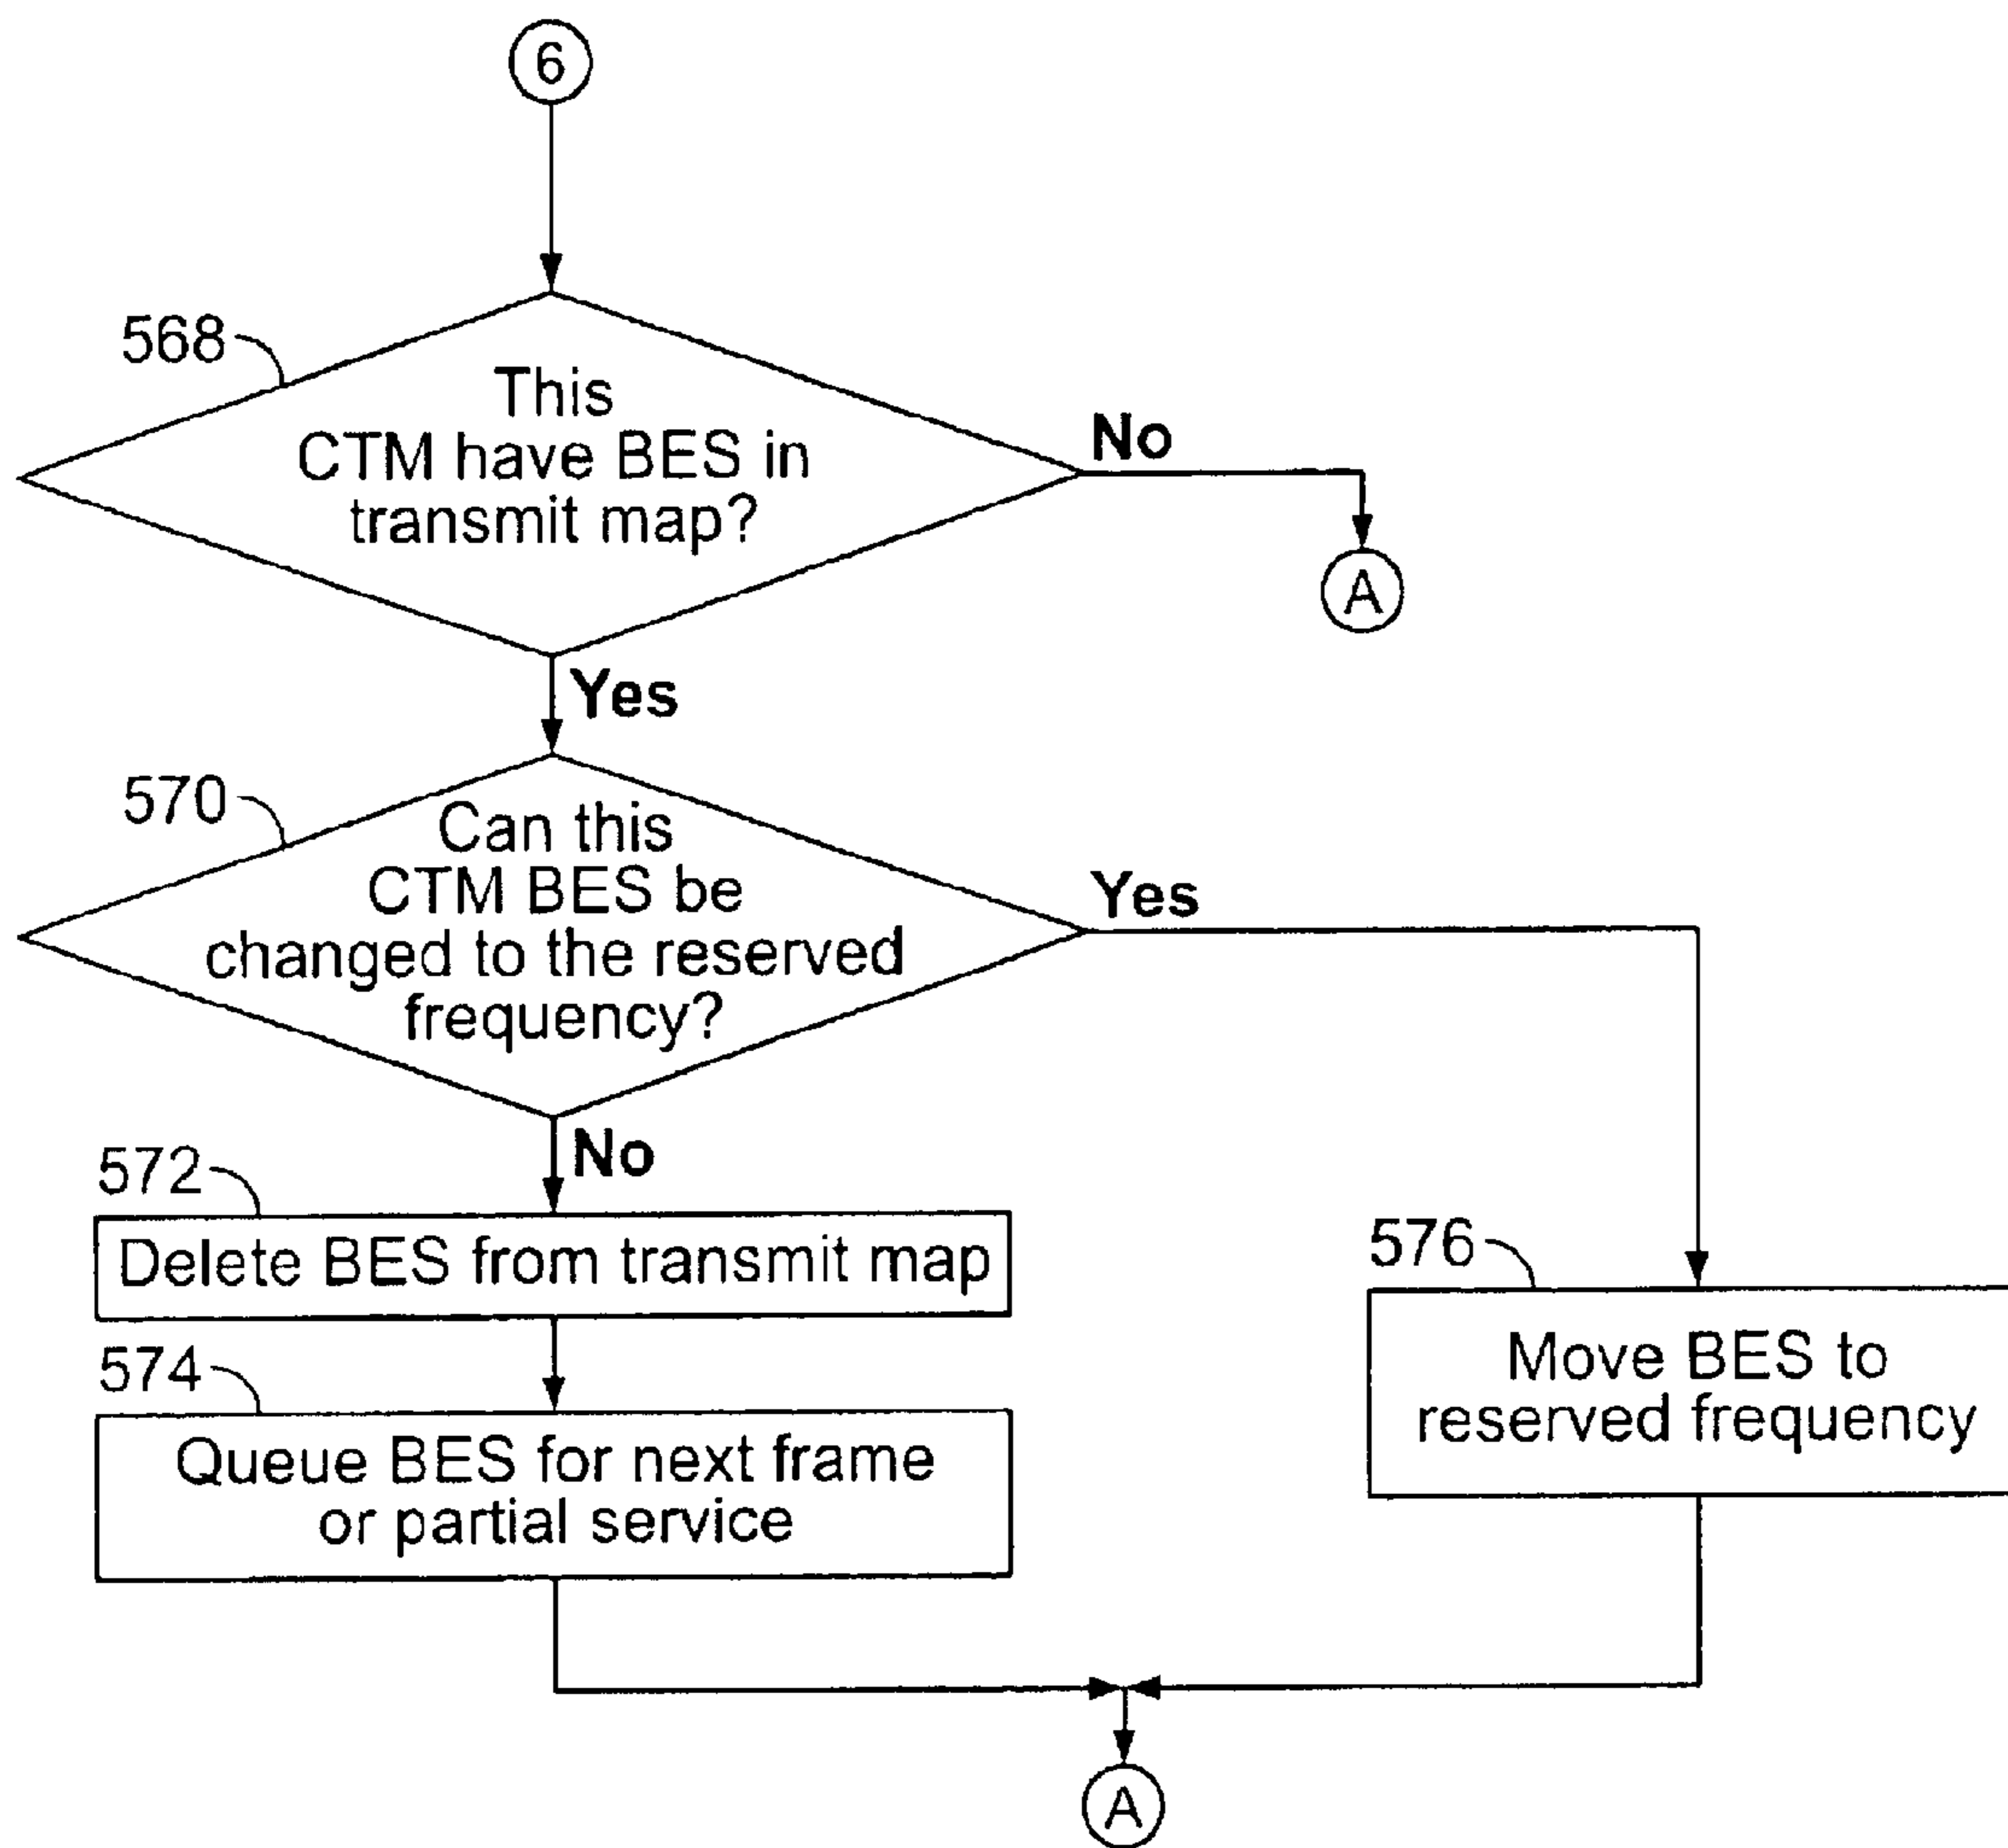 6
568
This
CTM have BES in
transmit map?
No
A
Yes
570
Can this
CTM BES be
changed to the reserved
frequency?
Yes
No
572
Delete BES from transmit map
574
Queue BES for next frame
or partial service
576
Move BES to
reserved frequency
A